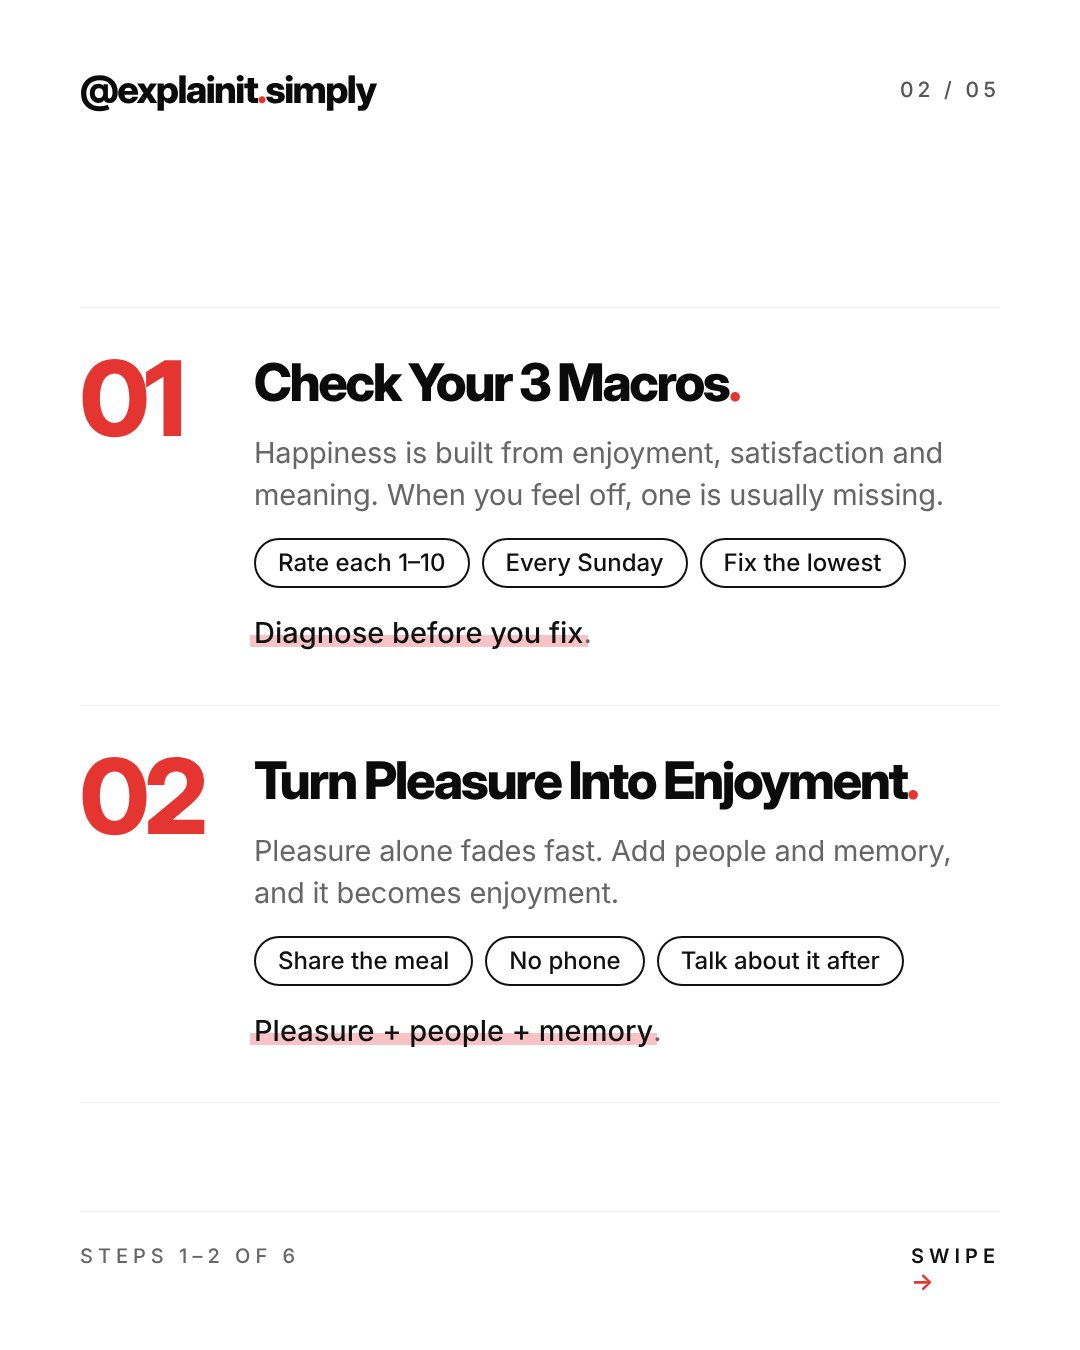 @explainit.simply
02 / 05
01
Check Your 3 Macros.
Happiness is built from enjoyment, satisfaction and
meaning. When you feel off, one is usually missing.
Rate each 1–10
Every Sunday
Fix the lowest
Diagnose before you fix.
02
Turn Pleasure Into Enjoyment.
Pleasure alone fades fast. Add people and memory,
and it becomes enjoyment.
Share the meal
No phone
Talk about it after
Pleasure + people + memory.
STEPS 1–2 OF 6
SWIPE
→